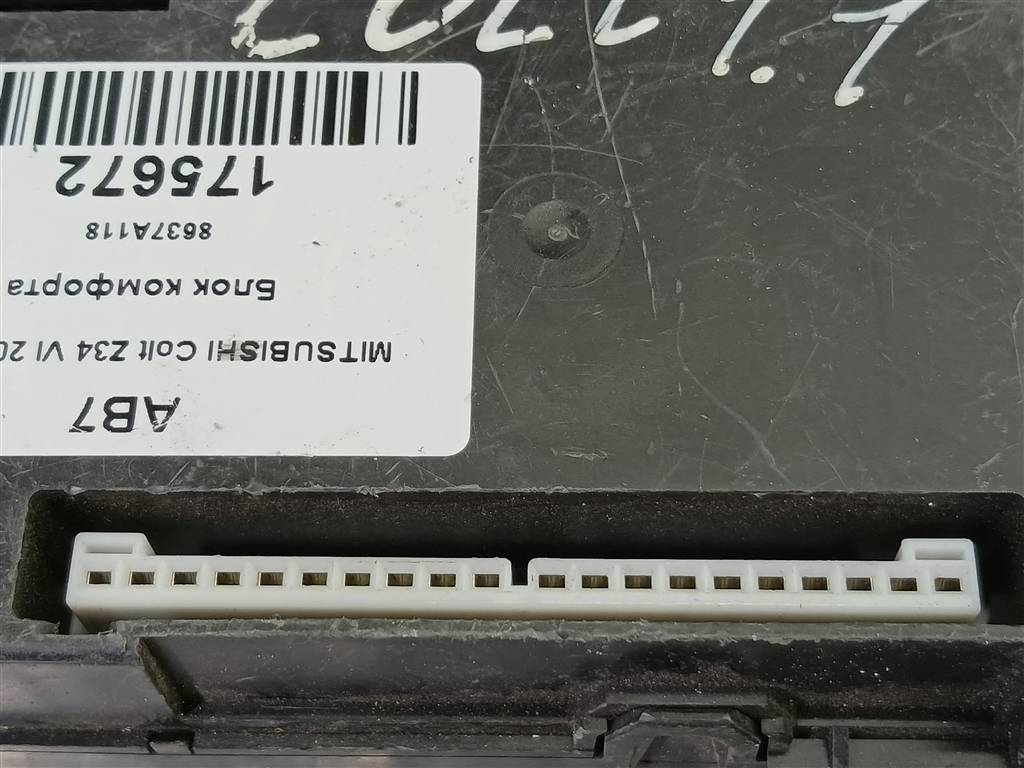 AB7
MITSUBISHI Colt Z34 VI 20
Блок комфорта
8637A118
175672